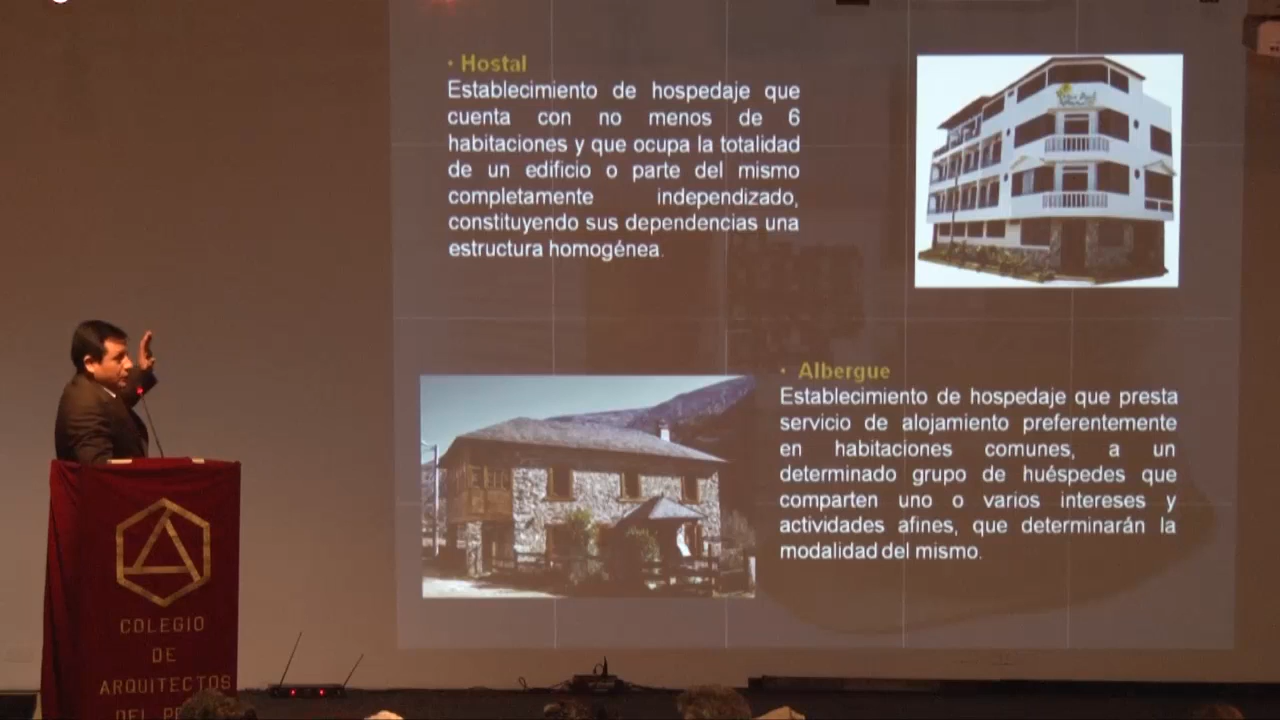 • Hostal
Establecimiento de hospedaje que
cuenta con no menos de 6
habitaciones y que ocupa la totalidad
de un edificio o parte del mismo
completamente independizado,
constituyendo sus dependencias una
estructura homogénea.
• Albergue
Establecimiento de hospedaje que presta
servicio de alojamiento preferentemente
en habitaciones comunes, a un
determinado grupo de huéspedes que
comparten uno o varios intereses y
actividades afines, que determinarán la
modalidad del mismo.
COLEGIO
DE
ARQUITECTOS
DEL